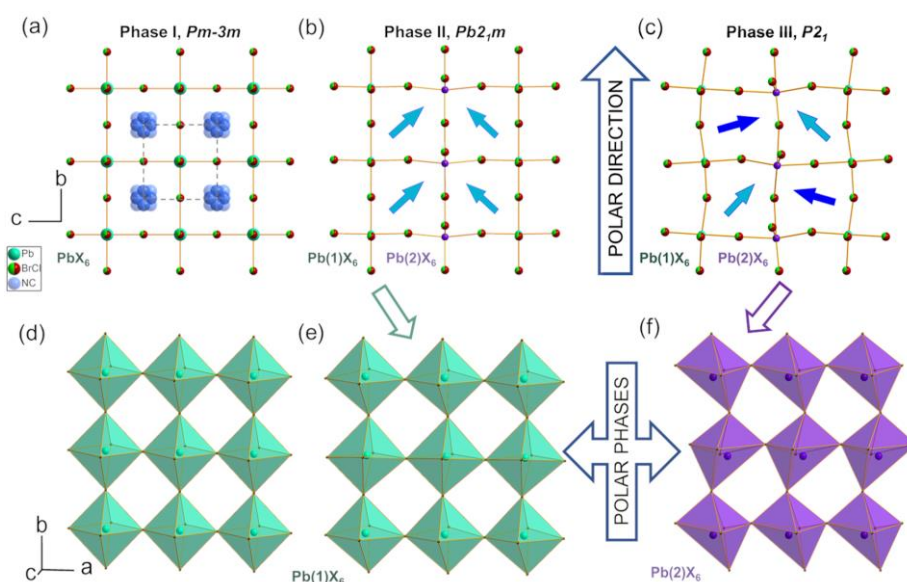 (a)
Phase I, Pm-3m
(b)
Phase II, Pb2₁m
(c)
Phase III, P2₁
POLAR DIRECTION
b
c
Pb
BrCl
NC
PbX₆
Pb(1)X₆
Pb(2)X₆
Pb(1)X₆
Pb(2)X₆
(d)
(e)
(f)
POLAR PHASES
b
c
a
Pb(1)X₆
Pb(2)X₆